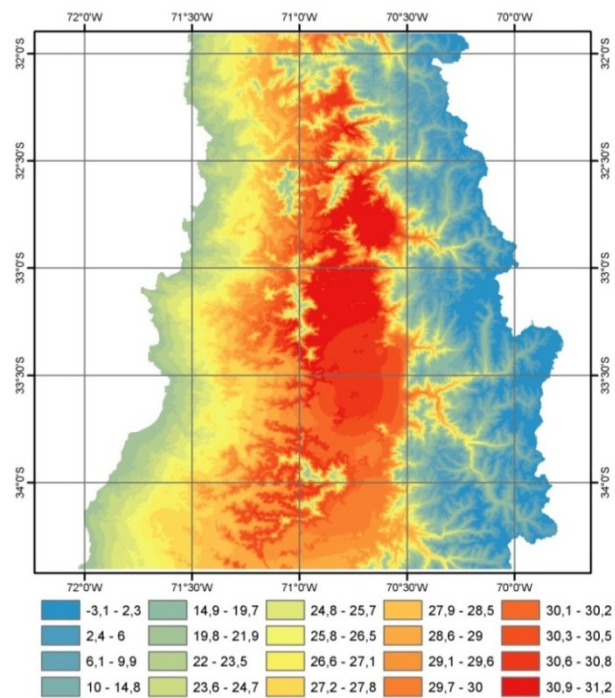 72°0'W 71°30'W 71°0'W 70°30'W 70°0'W
32°0'S 32°0'S
32°30'S 32°30'S
33°0'S 33°0'S
33°30'S 33°30'S
34°0'S 34°0'S
72°0'W 71°30'W 71°0'W 70°30'W 70°0'W
-3,1 - 2,3 14,9 - 19,7 24,8 - 25,7 27,9 - 28,5 30,1 - 30,2
2,4 - 6 19,8 - 21,9 25,8 - 26,5 28,6 - 29 30,3 - 30,5
6,1 - 9,9 22 - 23,5 26,6 - 27,1 29,1 - 29,6 30,6 - 30,8
10 - 14,8 23,6 - 24,7 27,2 - 27,8 29,7 - 30 30,9 - 31,2